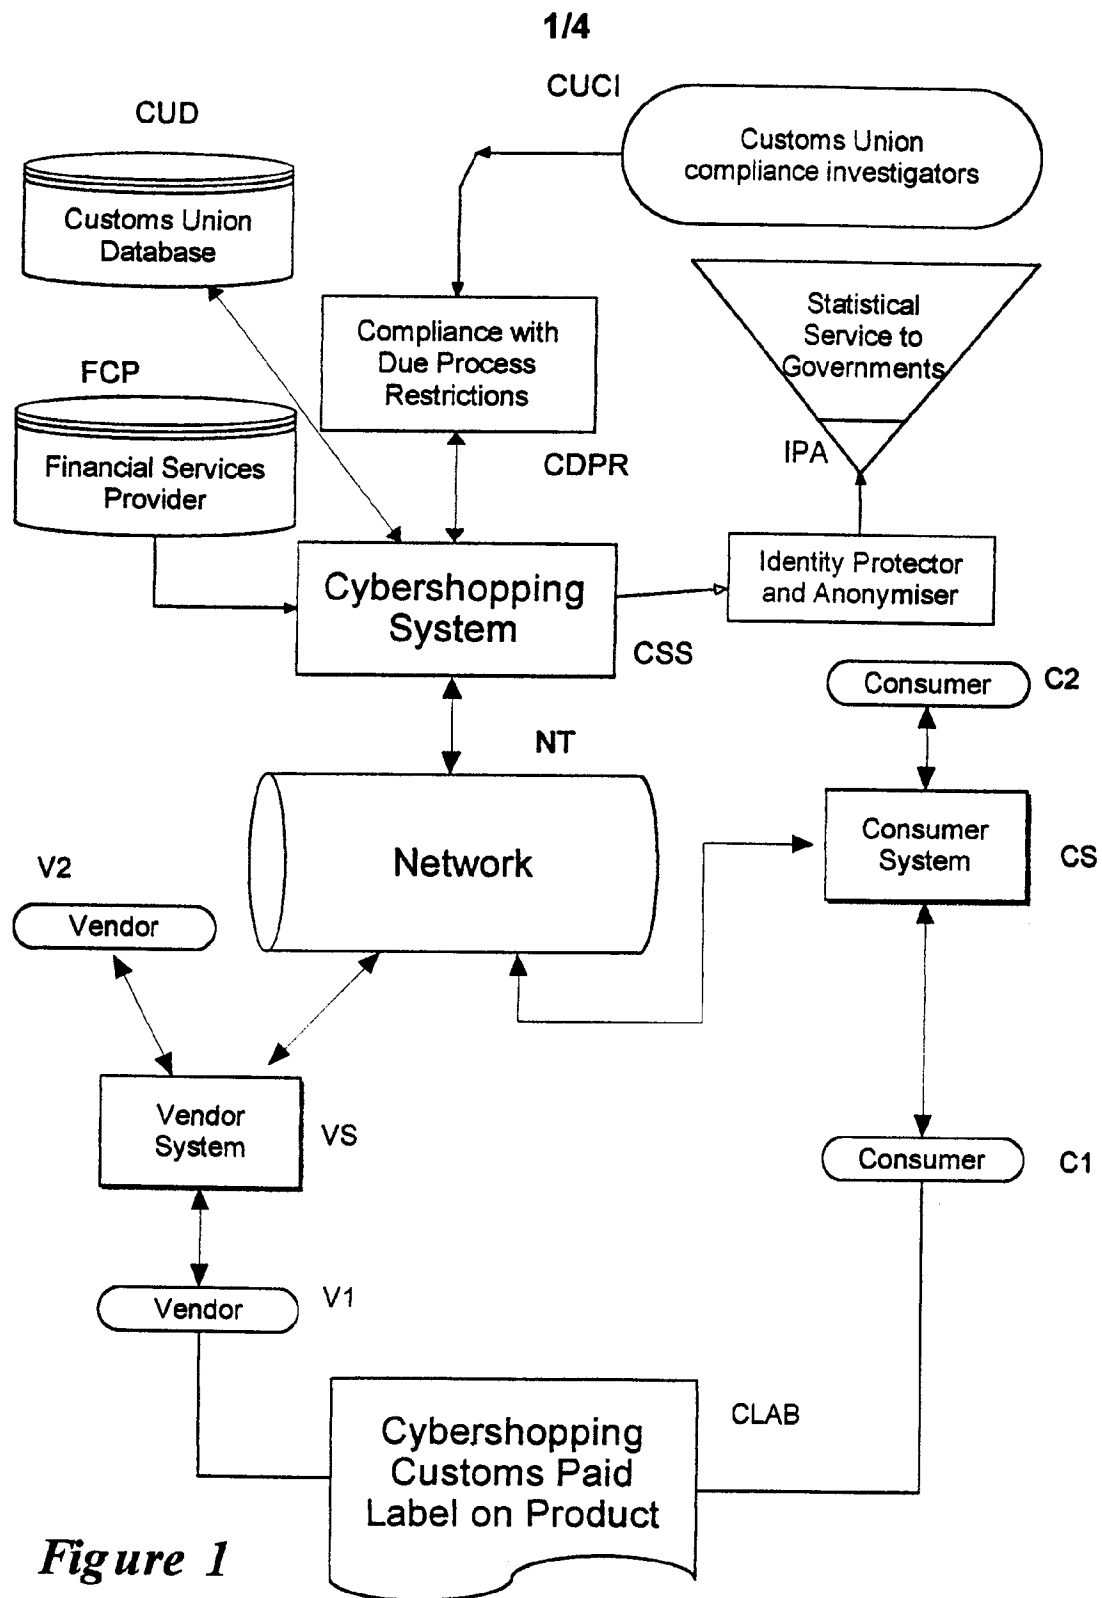 1/4
CUCI
Customs Union
compliance investigators
CUD
Customs Union
Database
Statistical
Service to
Governments
Compliance with
Due Process
Restrictions
FCP
IPA
CDPR
Financial Services
Provider
Identity Protector
and Anonymiser
Cybershopping
System
CSS
Consumer
C2
NT
Consumer
System
CS
Network
V2
Vendor
Vendor
System
VS
Consumer
C1
Vendor
V1
CLAB
Cybershopping
Customs Paid
Label on Product
Figure 1